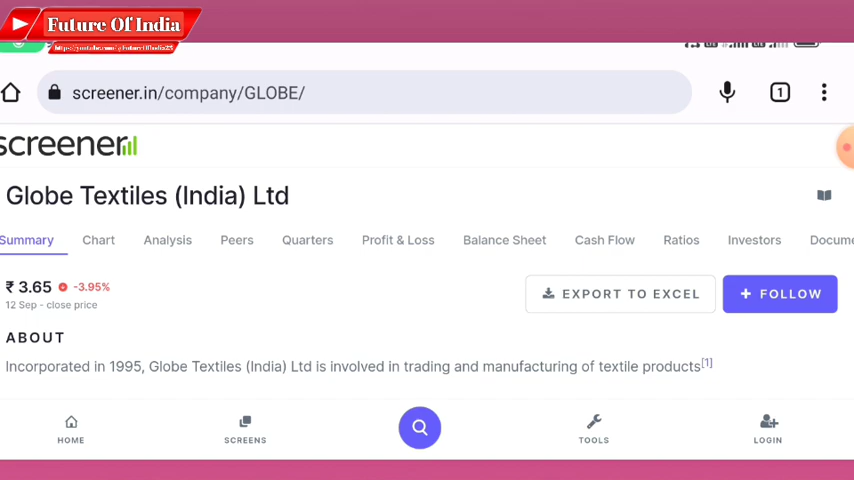 Future Of India
screener.in/company/GLOBE/
1
screener
Globe Textiles (India) Ltd
Summary Chart Analysis Peers Quarters Profit & Loss Balance Sheet Cash Flow Ratios Investors Docume
₹ 3.65 -3.95%
12 Sep - close price
EXPORT TO EXCEL
+ FOLLOW
ABOUT
Incorporated in 1995, Globe Textiles (India) Ltd is involved in trading and manufacturing of textile products[1]
HOME SCREENS TOOLS LOGIN